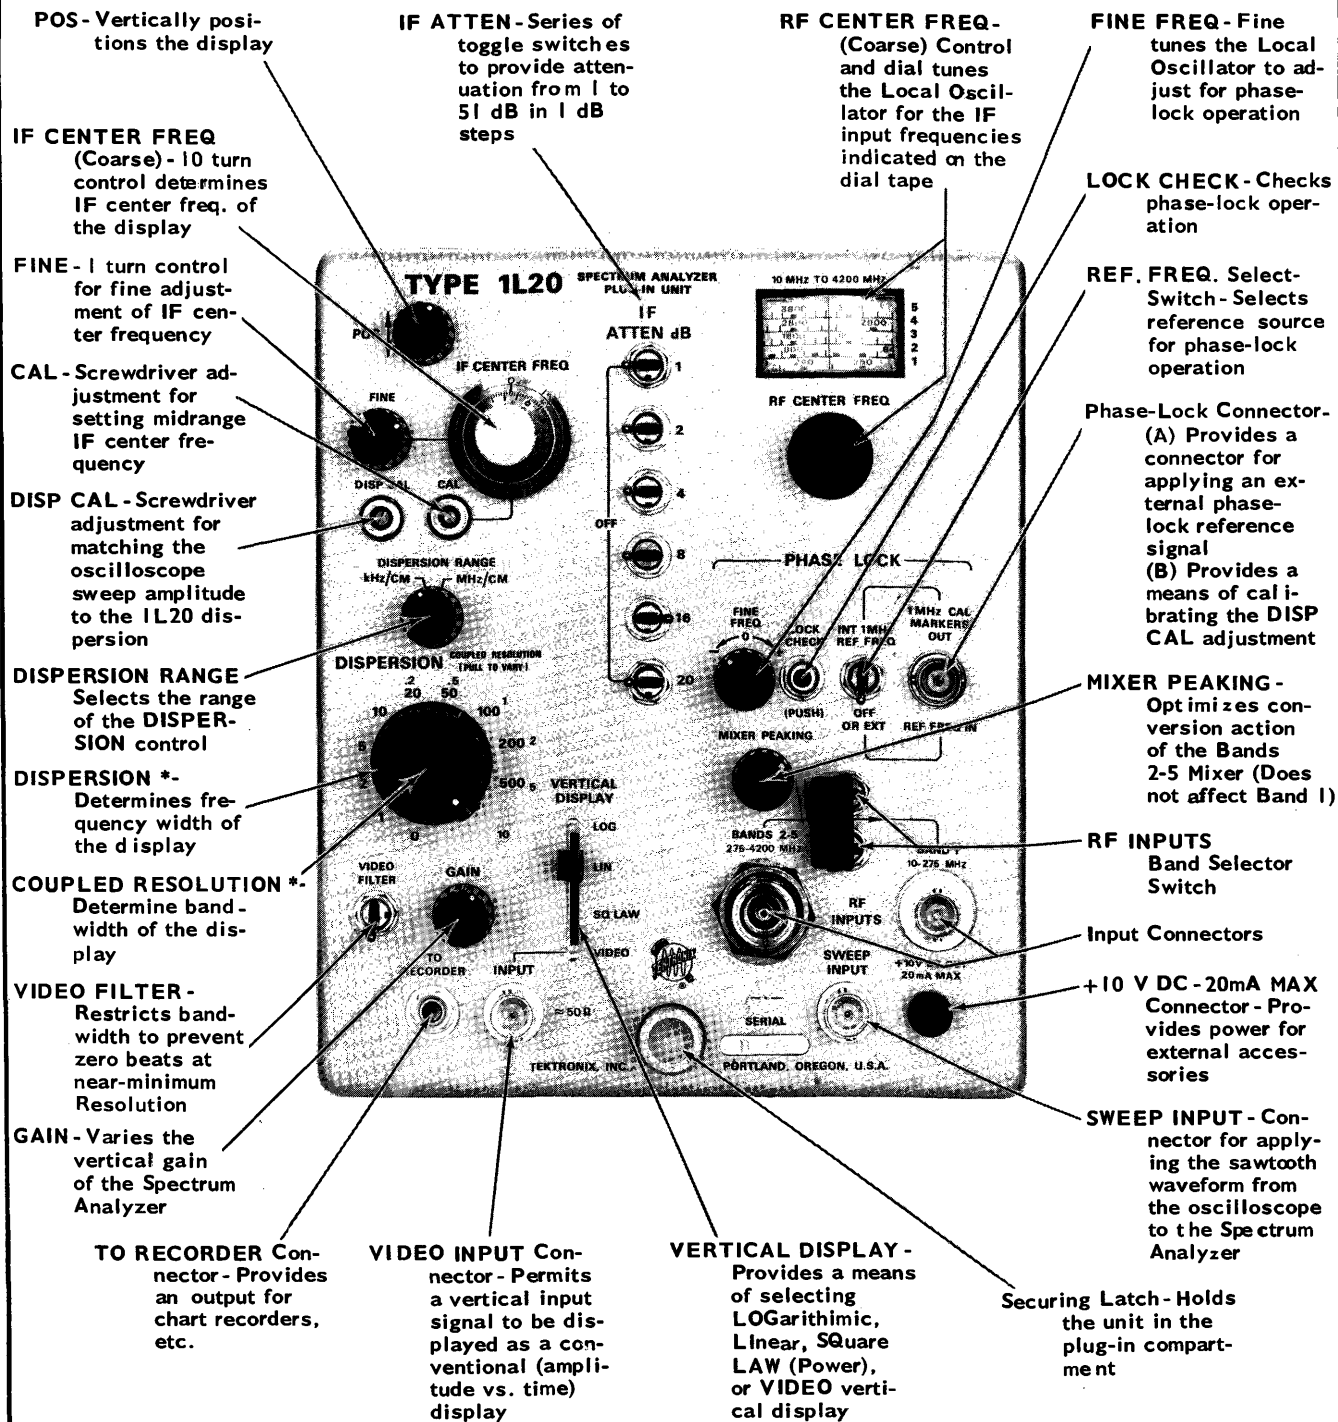 POS - Vertically posi-
tions the display
IF ATTEN - Series of
toggle switches
to provide atten-
uation from 1 to
51 dB in 1 dB
steps
RF CENTER FREQ-
(Coarse) Control
and dial tunes
the Local Oscil-
lator for the IF
input frequencies
indicated on the
dial tape
FINE FREQ - Fine
tunes the Local
Oscillator to ad-
just for phase-
lock operation
IF CENTER FREQ
(Coarse) - 10 turn
control determines
IF center freq. of
the display
LOCK CHECK - Checks
phase-lock oper-
ation
FINE - 1 turn control
for fine adjust-
ment of IF cen-
ter frequency
REF. FREQ. Select-
Switch - Selects
reference source
for phase-lock
operation
CAL - Screwdriver ad-
justment for
setting midrange
IF center fre-
quency
Phase-Lock Connector-
(A) Provides a
connector for
applying an ex-
ternal phase-
lock reference
signal
(B) Provides a
means of cali-
brating the DISP
CAL adjustment
DISP CAL - Screwdriver
adjustment for
matching the
oscilloscope
sweep amplitude
to the 1L20 dis-
persion
DISPERSION RANGE
Selects the range
of the DISPER-
SION control
MIXER PEAKING -
Optimizes con-
version action
of the Bands
2-5 Mixer (Does
not affect Band 1)
DISPERSION *-
Determines fre-
quency width of
the display
RF INPUTS
Band Selector
Switch
COUPLED RESOLUTION *-
Determine band-
width of the dis-
play
Input Connectors
VIDEO FILTER -
Restricts band-
width to prevent
zero beats at
near-minimum
Resolution
+10 V DC - 20mA MAX
Connector - Pro-
vides power for
external acces-
sories
GAIN - Varies the
vertical gain
of the Spectrum
Analyzer
SWEEP INPUT - Con-
nector for apply-
ing the sawtooth
waveform from
the oscilloscope
to the Spectrum
Analyzer
TO RECORDER Con-
nector - Provides
an output for
chart recorders,
etc.
VIDEO INPUT Con-
nector - Permits
a vertical input
signal to be dis-
played as a con-
ventional (ampli-
tude vs. time)
display
VERTICAL DISPLAY -
Provides a means
of selecting
LOGarithimic,
LInear, SQuare
LAW (Power),
or VIDEO verti-
cal display
Securing Latch - Holds
the unit in the
plug-in compart-
ment
TYPE 1L20
SPECTRUM ANALYZER
PLUG-IN UNIT
10 MHz TO 4200 MHz
5
4
3
2
1
2806
POS
IF
ATTEN dB
1
2
4
8
16
20
OFF
IF CENTER FREQ
FINE
RF CENTER FREQ
DISP CAL
CAL
DISPERSION RANGE
kHz/CM
MHz/CM
DISPERSION
COUPLED RESOLUTION
(PULL TO VARY)
.2
.5
20
50
1
10
100
5
200 2
2
500 5
1
0
10
PHASE LOCK
FINE
FREQ
0
- +
LOCK
CHECK
(PUSH)
INT 1MHz
REF FREQ
OFF
OR EXT
1MHz CAL
MARKERS
OUT
REF FREQ IN
MIXER PEAKING
BANDS 2-5
275-4200 MHz
BAND 1
10-275 MHz
RF
INPUTS
VERTICAL
DISPLAY
LOG
LIN
SQ LAW
VIDEO
VIDEO
FILTER
GAIN
TO
RECORDER
INPUT
≈50Ω
SWEEP
INPUT
20mA MAX
SERIAL
TEKTRONIX, INC.
PORTLAND, OREGON, U.S.A.